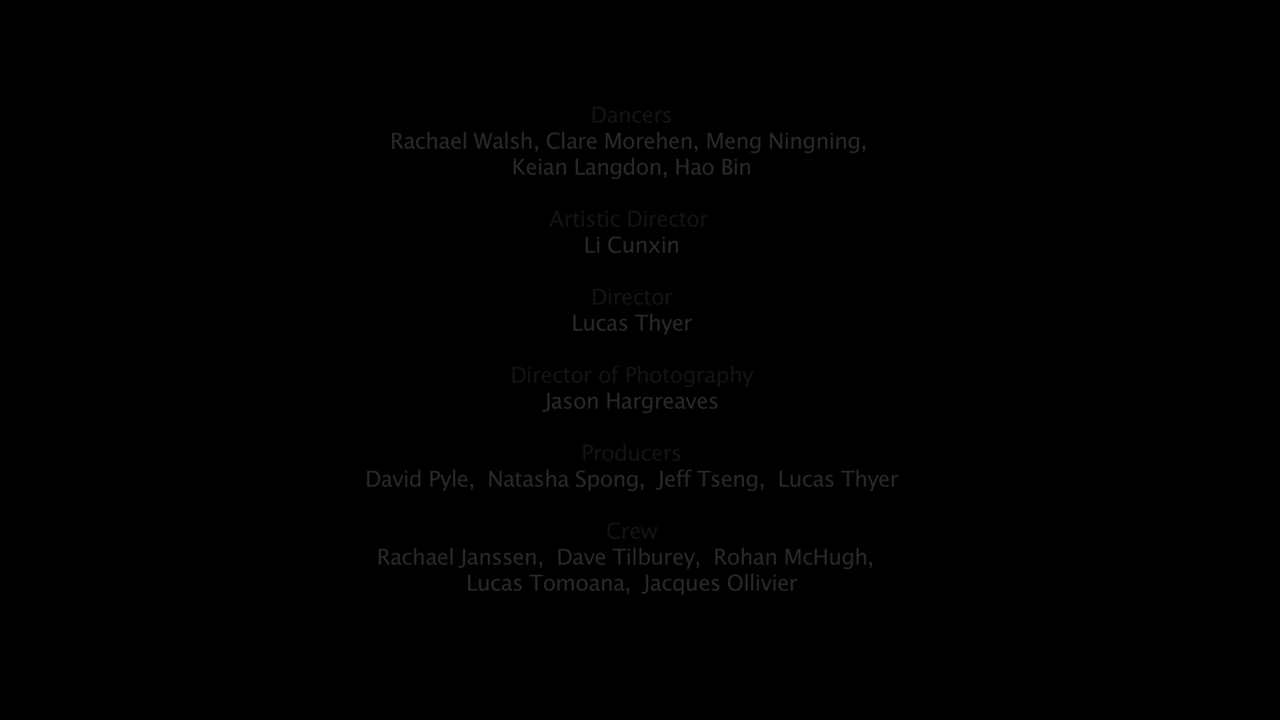 Dancers
Rachael Walsh, Clare Morehen, Meng Ningning,
Keian Langdon, Hao Bin
Artistic Director
Li Cunxin
Director
Lucas Thyer
Director of Photography
Jason Hargreaves
Producers
David Pyle, Natasha Spong, Jeff Tseng, Lucas Thyer
Crew
Rachael Janssen, Dave Tilburey, Rohan McHugh,
Lucas Tomoana, Jacques Ollivier